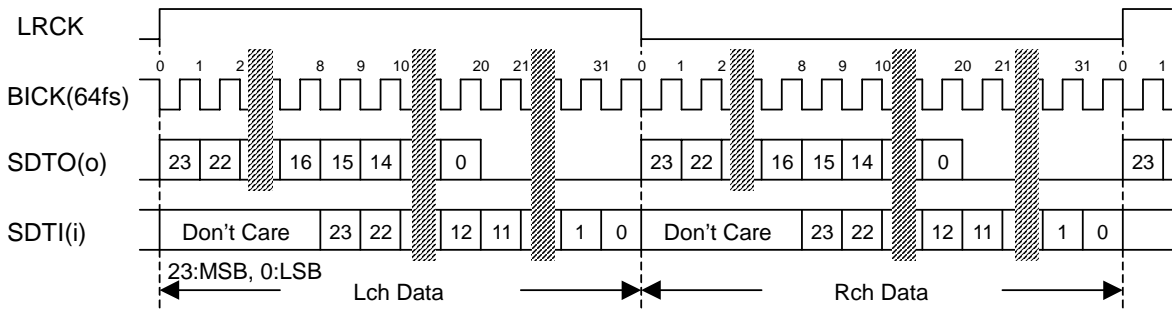 LRCK
0 1 2 8 9 10 20 21 31 0 1 2 8 9 10 20 21 31 0 1
BICK(64fs)
SDTO(o) 23 22 16 15 14 0 23 22 16 15 14 0 23
SDTI(i) Don't Care 23 22 12 11 1 0 Don't Care 23 22 12 11 1 0
23:MSB, 0:LSB
Lch Data Rch Data